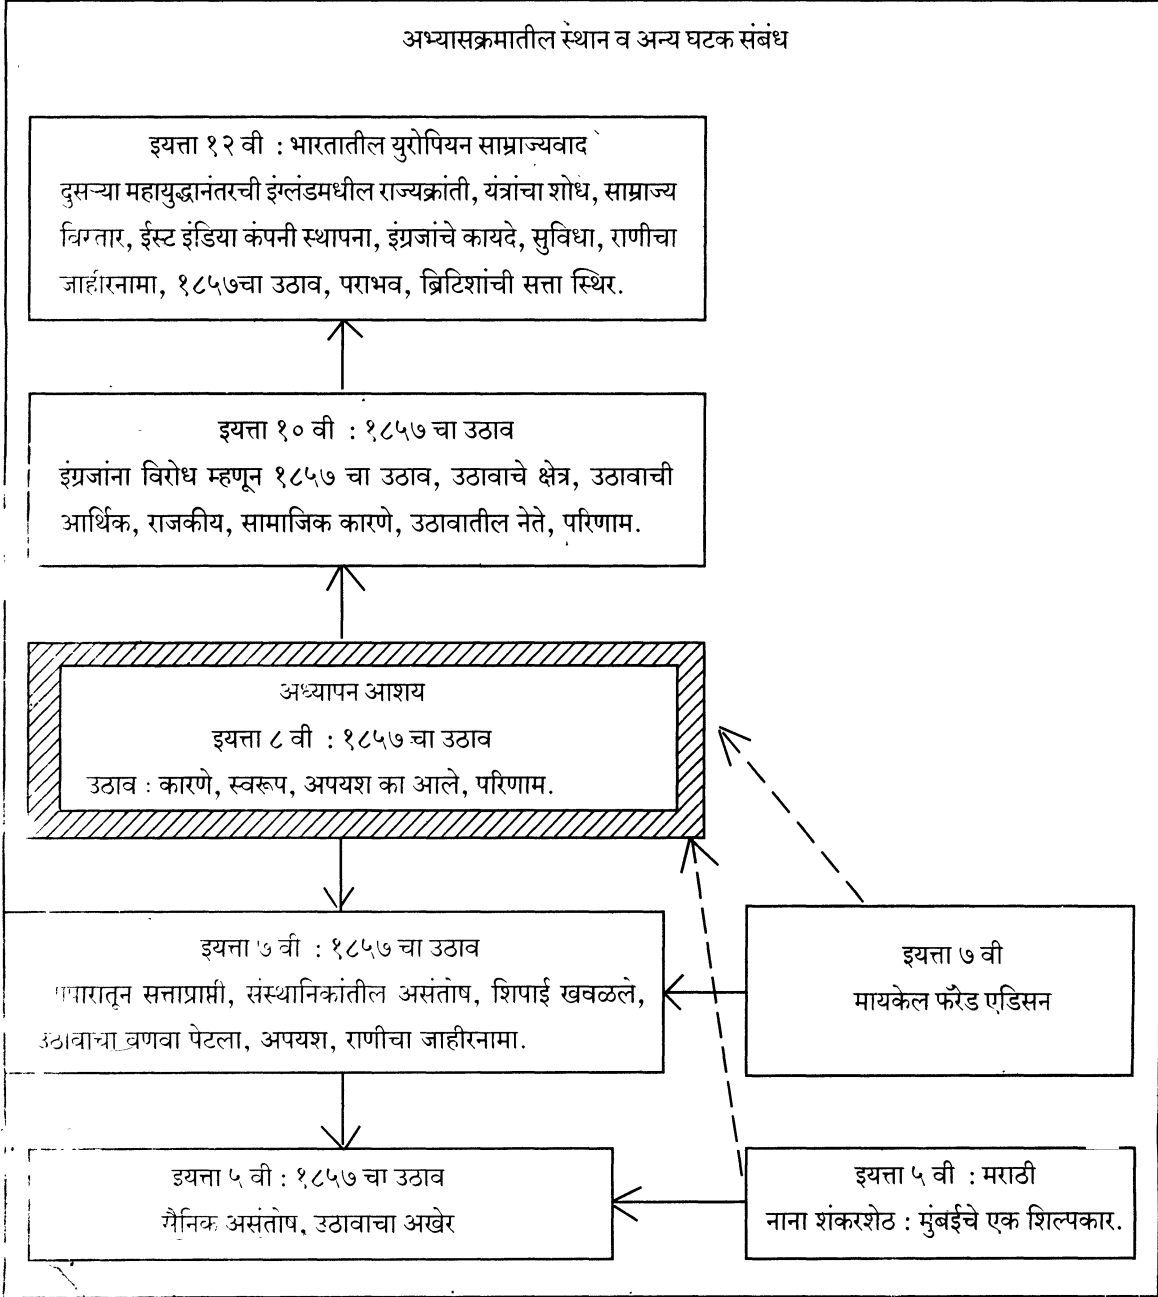 अभ्यासक्रमातील स्थान व अन्य घटक संबंध
इयत्ता १२ वी : भारतातील युरोपियन साम्राज्यवाद
दुसऱ्या महायुद्धानंतरची इंग्लंडमधील राज्यक्रांती, यंत्रांचा शोध, साम्राज्य
विस्तार, ईस्ट इंडिया कंपनी स्थापना, इंग्रजांचे कायदे, सुविधा, राणीचा
जाहीरनामा, १८५७चा उठाव, पराभव, ब्रिटिशांची सत्ता स्थिर.
इयत्ता १० वी : १८५७ चा उठाव
इंग्रजांना विरोध म्हणून १८५७ चा उठाव, उठावाचे क्षेत्र, उठावाची
आर्थिक, राजकीय, सामाजिक कारणे, उठावातील नेते, परिणाम.
अध्यापन आशय
इयत्ता ८ वी : १८५७ चा उठाव
उठाव : कारणे, स्वरूप, अपयश का आले, परिणाम.
इयत्ता ७ वी : १८५७ चा उठाव
सत्ताप्राप्ती, संस्थानिकांतील असंतोष, शिपाई खवळले,
उठावाचा वणवा पेटला, अपयश, राणीचा जाहीरनामा.
इयत्ता ७ वी
मायकेल फॅरेड एडिसन
इयत्ता ५ वी : १८५७ चा उठाव
सैनिक असंतोष, उठावाचा अखेर
इयत्ता ५ वी : मराठी
नाना शंकरशेठ : मुंबईचे एक शिल्पकार.